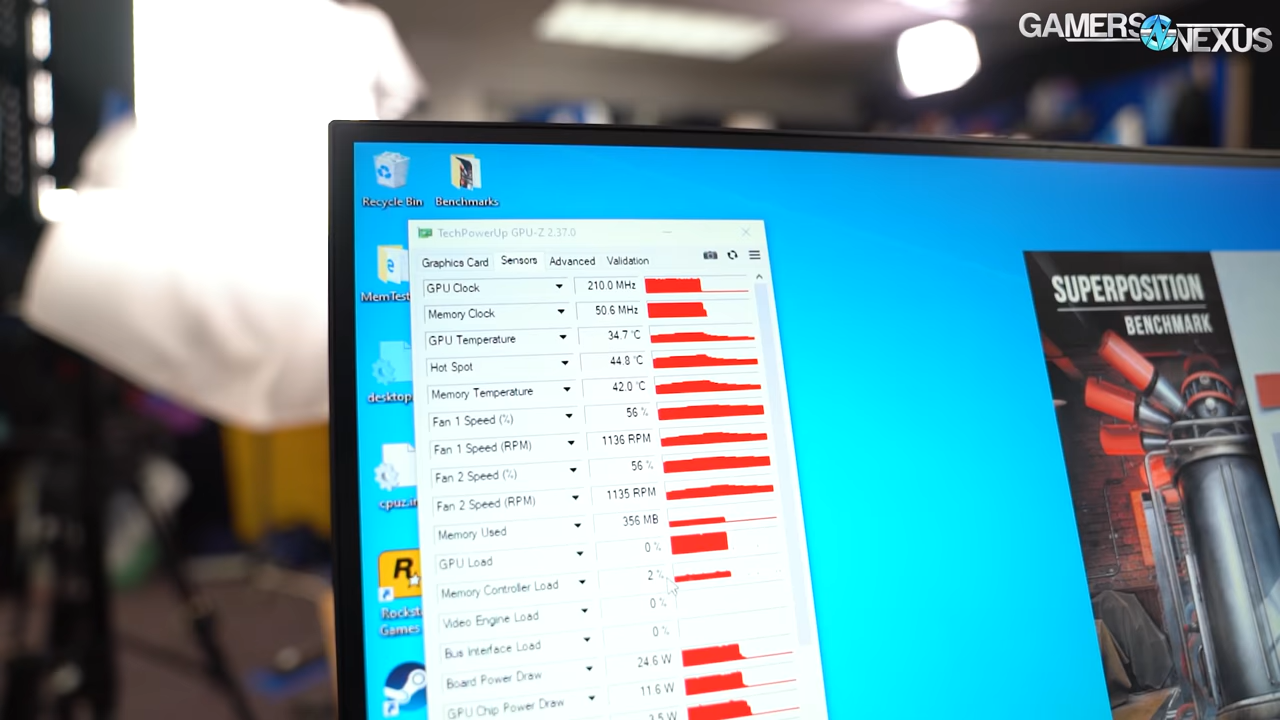 GAMERS NEXUS
Recycle Bin
Benchmarks
TechPowerUp GPU-Z 2.37.0
Graphics Card Sensors Advanced Validation
GPU Clock 210.0 MHz
Memory Clock 50.6 MHz
GPU Temperature 34.7 °C
Hot Spot 44.8 °C
Memory Temperature 42.0 °C
Fan 1 Speed (%) 56 %
Fan 1 Speed (RPM) 1136 RPM
Fan 2 Speed (%) 56 %
Fan 2 Speed (RPM) 1135 RPM
Memory Used 356 MB
GPU Load 0 %
Memory Controller Load 2 %
Video Engine Load 0 %
Bus Interface Load 0 %
Board Power Draw 24.6 W
GPU Chip Power Draw 11.6 W
3.5 W
MemTest
desktop.
cpuz.in
R
Rockst
Games
SUPERPOSITION
BENCHMARK